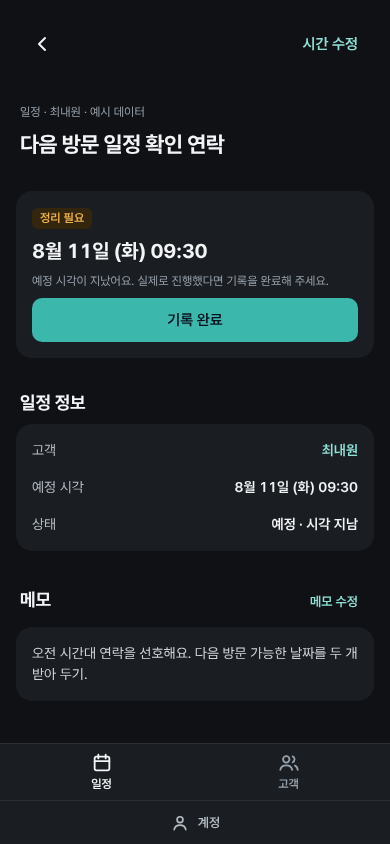 시간 수정
일정 · 최내원 · 예시 데이터
다음 방문 일정 확인 연락
정리 필요
8월 11일 (화) 09:30
예정 시각이 지났어요. 실제로 진행했다면 기록을 완료해 주세요.
기록 완료
일정 정보
고객 최내원
예정 시각 8월 11일 (화) 09:30
상태 예정 · 시각 지남
메모 메모 수정
오전 시간대 연락을 선호해요. 다음 방문 가능한 날짜를 두 개
받아 두기.
일정 고객
계정